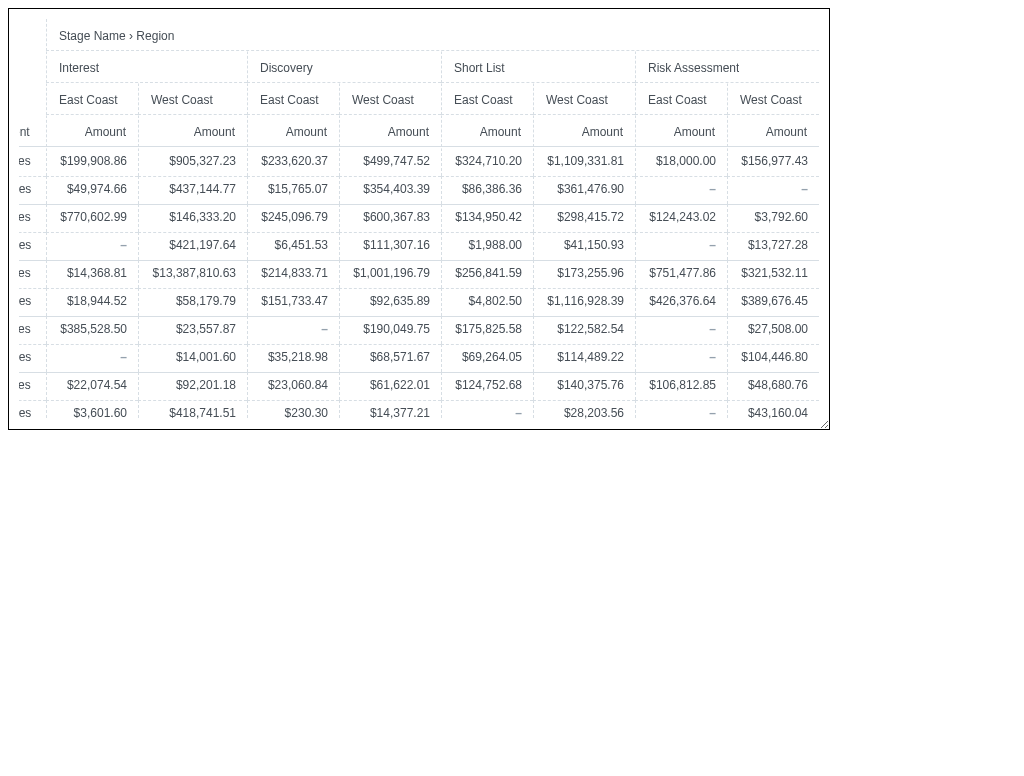 Stage Name › Region
Interest Discovery Short List Risk Assessment
East Coast West Coast East Coast West Coast East Coast West Coast East Coast West Coast
nt Amount Amount Amount Amount Amount Amount Amount Amount
es $199,908.86 $905,327.23 $233,620.37 $499,747.52 $324,710.20 $1,109,331.81 $18,000.00 $156,977.43
es $49,974.66 $437,144.77 $15,765.07 $354,403.39 $86,386.36 $361,476.90 – –
es $770,602.99 $146,333.20 $245,096.79 $600,367.83 $134,950.42 $298,415.72 $124,243.02 $3,792.60
es – $421,197.64 $6,451.53 $111,307.16 $1,988.00 $41,150.93 – $13,727.28
es $14,368.81 $13,387,810.63 $214,833.71 $1,001,196.79 $256,841.59 $173,255.96 $751,477.86 $321,532.11
es $18,944.52 $58,179.79 $151,733.47 $92,635.89 $4,802.50 $1,116,928.39 $426,376.64 $389,676.45
es $385,528.50 $23,557.87 – $190,049.75 $175,825.58 $122,582.54 – $27,508.00
es – $14,001.60 $35,218.98 $68,571.67 $69,264.05 $114,489.22 – $104,446.80
es $22,074.54 $92,201.18 $23,060.84 $61,622.01 $124,752.68 $140,375.76 $106,812.85 $48,680.76
es $3,601.60 $418,741.51 $230.30 $14,377.21 – $28,203.56 – $43,160.04